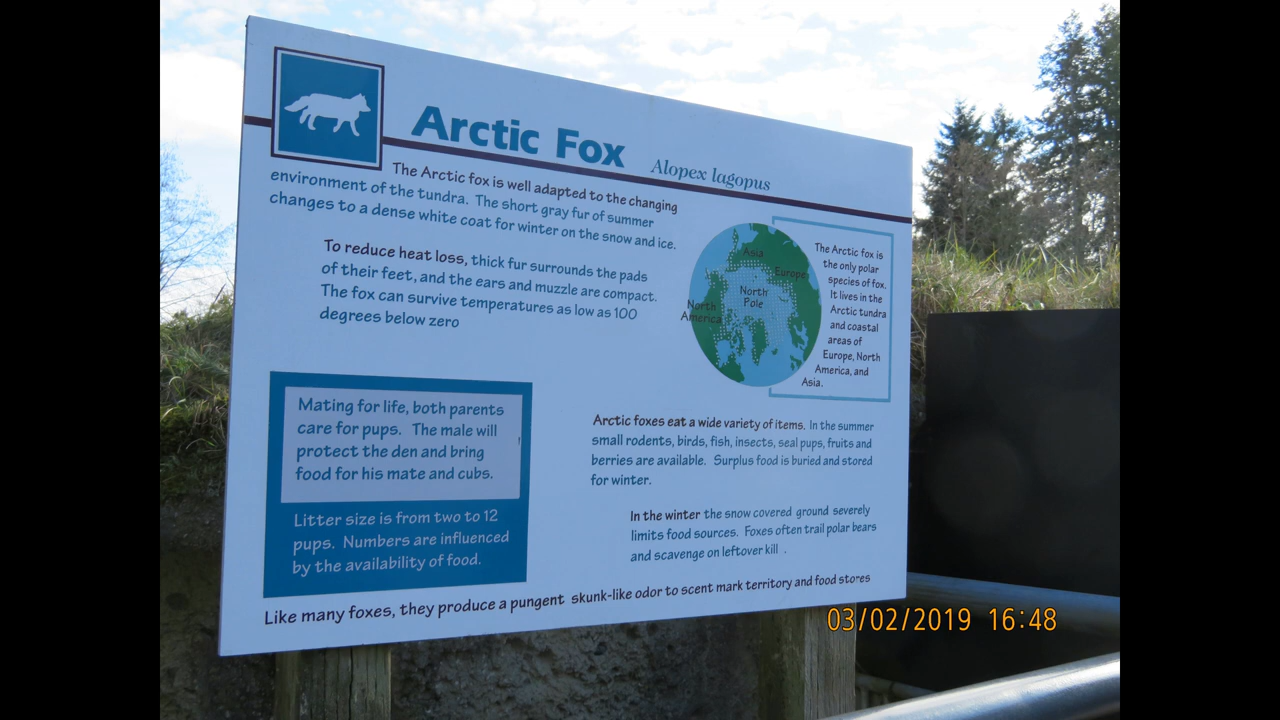 Arctic Fox Alopex lagopus
The Arctic fox is well adapted to the changing
environment of the tundra. The short gray fur of summer
changes to a dense white coat for winter on the snow and ice.
To reduce heat loss, thick fur surrounds the pads
of their feet, and the ears and muzzle are compact.
The fox can survive temperatures as low as 100
degrees below zero
Asia
Europe
North
Pole
North
America
The Arctic fox is
the only polar
species of fox.
It lives in the
Arctic tundra
and coastal
areas of
Europe, North
America, and
Asia.
Mating for life, both parents
care for pups. The male will
protect the den and bring
food for his mate and cubs.
Litter size is from two to 12
pups. Numbers are influenced
by the availability of food.
Arctic foxes eat a wide variety of items. In the summer
small rodents, birds, fish, insects, seal pups, fruits and
berries are available. Surplus food is buried and stored
for winter.
In the winter the snow covered ground severely
limits food sources. Foxes often trail polar bears
and scavenge on leftover kill .
Like many foxes, they produce a pungent skunk-like odor to scent mark territory and food stores
03/02/2019 16:48